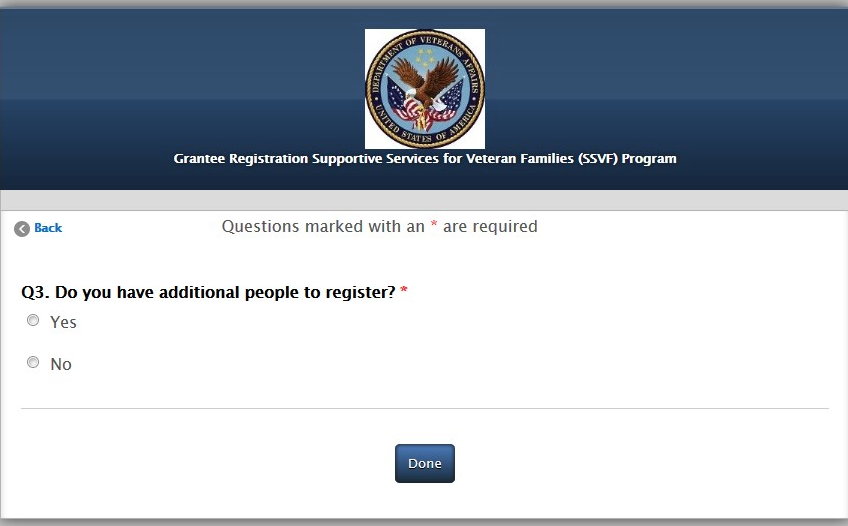 DEPARTMENT OF VETERANS AFFAIRS
UNITED STATES OF AMERICA
Grantee Registration Supportive Services for Veteran Families (SSVF) Program
Back
Questions marked with an * are required
Q3. Do you have additional people to register? *
Yes
No
Done